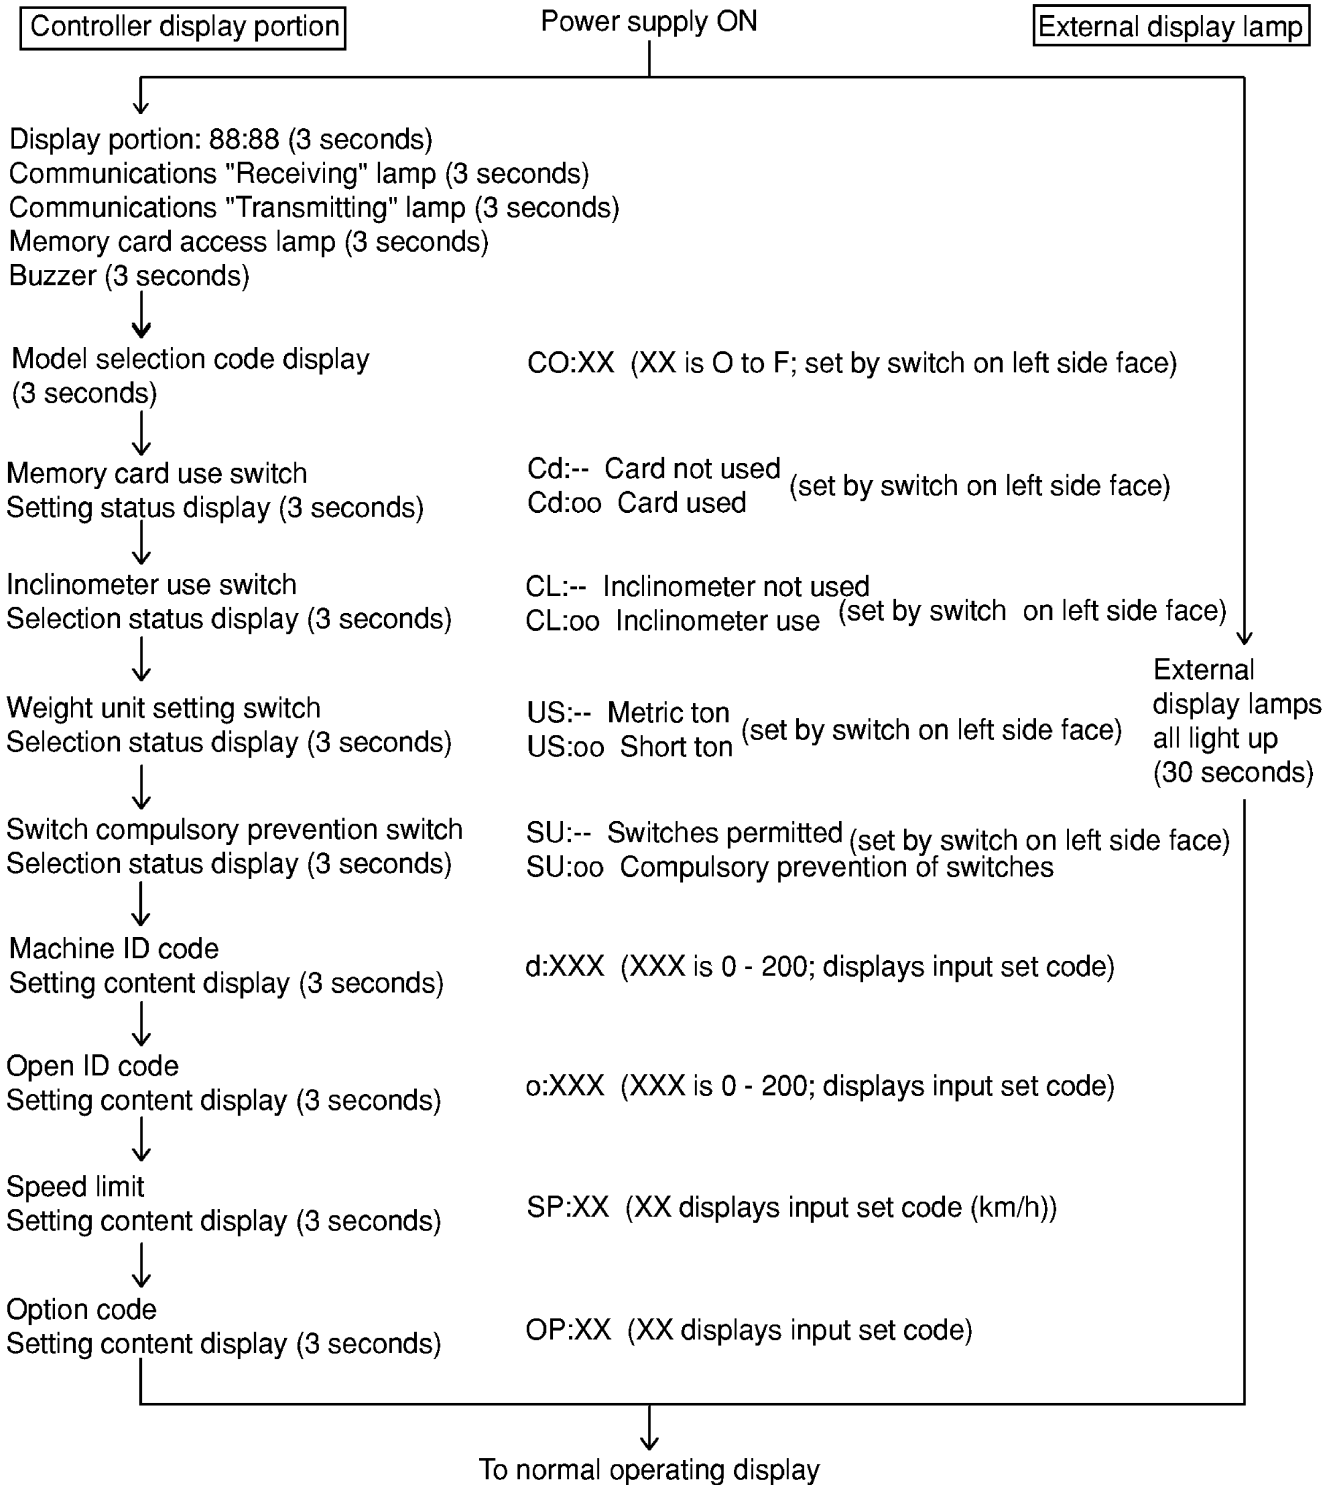 Controller display portion
Power supply ON
External display lamp
Display portion: 88:88 (3 seconds)
Communications "Receiving" lamp (3 seconds)
Communications "Transmitting" lamp (3 seconds)
Memory card access lamp (3 seconds)
Buzzer (3 seconds)
Model selection code display
(3 seconds)
CO:XX (XX is O to F; set by switch on left side face)
Memory card use switch
Setting status display (3 seconds)
Cd:-- Card not used
Cd:oo Card used
(set by switch on left side face)
Inclinometer use switch
Selection status display (3 seconds)
CL:-- Inclinometer not used
CL:oo Inclinometer use
(set by switch on left side face)
External
display lamps
all light up
(30 seconds)
Weight unit setting switch
Selection status display (3 seconds)
US:-- Metric ton
US:oo Short ton
(set by switch on left side face)
Switch compulsory prevention switch
Selection status display (3 seconds)
SU:-- Switches permitted
(set by switch on left side face)
SU:oo Compulsory prevention of switches
Machine ID code
Setting content display (3 seconds)
d:XXX (XXX is 0 - 200; displays input set code)
Open ID code
Setting content display (3 seconds)
o:XXX (XXX is 0 - 200; displays input set code)
Speed limit
Setting content display (3 seconds)
SP:XX (XX displays input set code (km/h))
Option code
Setting content display (3 seconds)
OP:XX (XX displays input set code)
To normal operating display